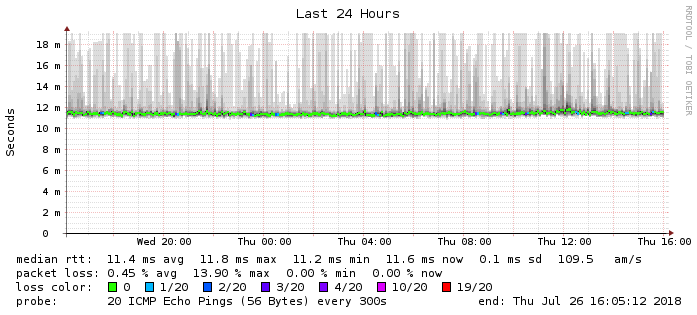 Last 24 Hours
RRDTOOL / TOBI OETIKER
Seconds
18 m
16 m
14 m
12 m
10 m
8 m
6 m
4 m
2 m
0
Wed 20:00 Thu 00:00 Thu 04:00 Thu 08:00 Thu 12:00 Thu 16:00
median rtt: 11.4 ms avg 11.8 ms max 11.2 ms min 11.6 ms now 0.1 ms sd 109.5 am/s
packet loss: 0.45 % avg 13.90 % max 0.00 % min 0.00 % now
loss color: 0 1/20 2/20 3/20 4/20 10/20 19/20
probe: 20 ICMP Echo Pings (56 Bytes) every 300s end: Thu Jul 26 16:05:12 2018